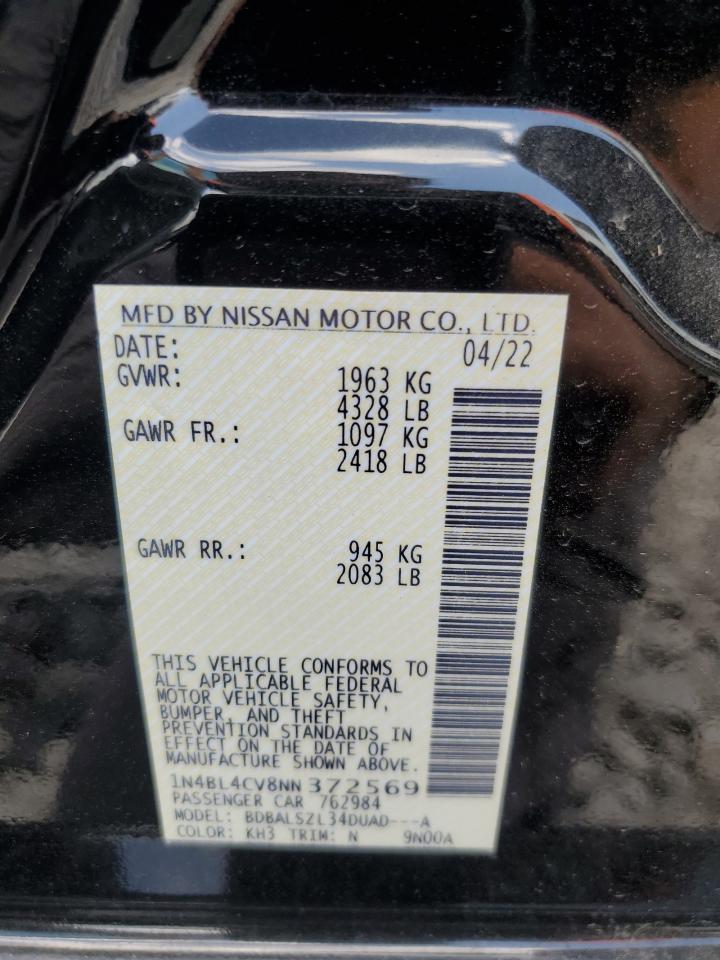 MFD BY NISSAN MOTOR CO., LTD.
DATE: 04/22
GVWR: 1963 KG
4328 LB
GAWR FR.: 1097 KG
2418 LB
GAWR RR.: 945 KG
2083 LB
THIS VEHICLE CONFORMS TO
ALL APPLICABLE FEDERAL
MOTOR VEHICLE SAFETY,
BUMPER, AND THEFT
PREVENTION STANDARDS IN
EFFECT ON THE DATE OF
MANUFACTURE SHOWN ABOVE.
1N4BL4CV8NN 372569
PASSENGER CAR 762984
MODEL: BDBALSZL34DUAD---A
COLOR: KH3 TRIM: N 9N00A